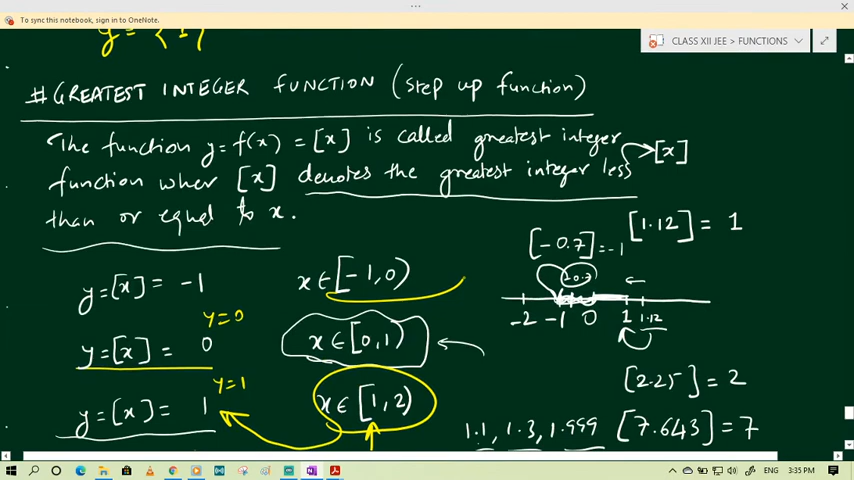 To sync this notebook, sign in to OneNote.
y = {1}
CLASS XII JEE > FUNCTIONS
# GREATEST INTEGER FUNCTION (step up function)
The function y = f(x) = [x] is called greatest integer
function wher [x] denotes the greatest integer less
than or equal to x.
[x]
[-0.7] = -1
[1.12] = 1
y=[x] = -1
x ∈ [-1,0)
y=0
-2 -1 0 1 1.12
y=[x] = 0
x ∈ [0,1)
y=1
[2.25] = 2
y=[x] = 1
x ∈ [1,2)
1.1, 1.3, 1.999
[7.643] = 7
ENG
3:35 PM